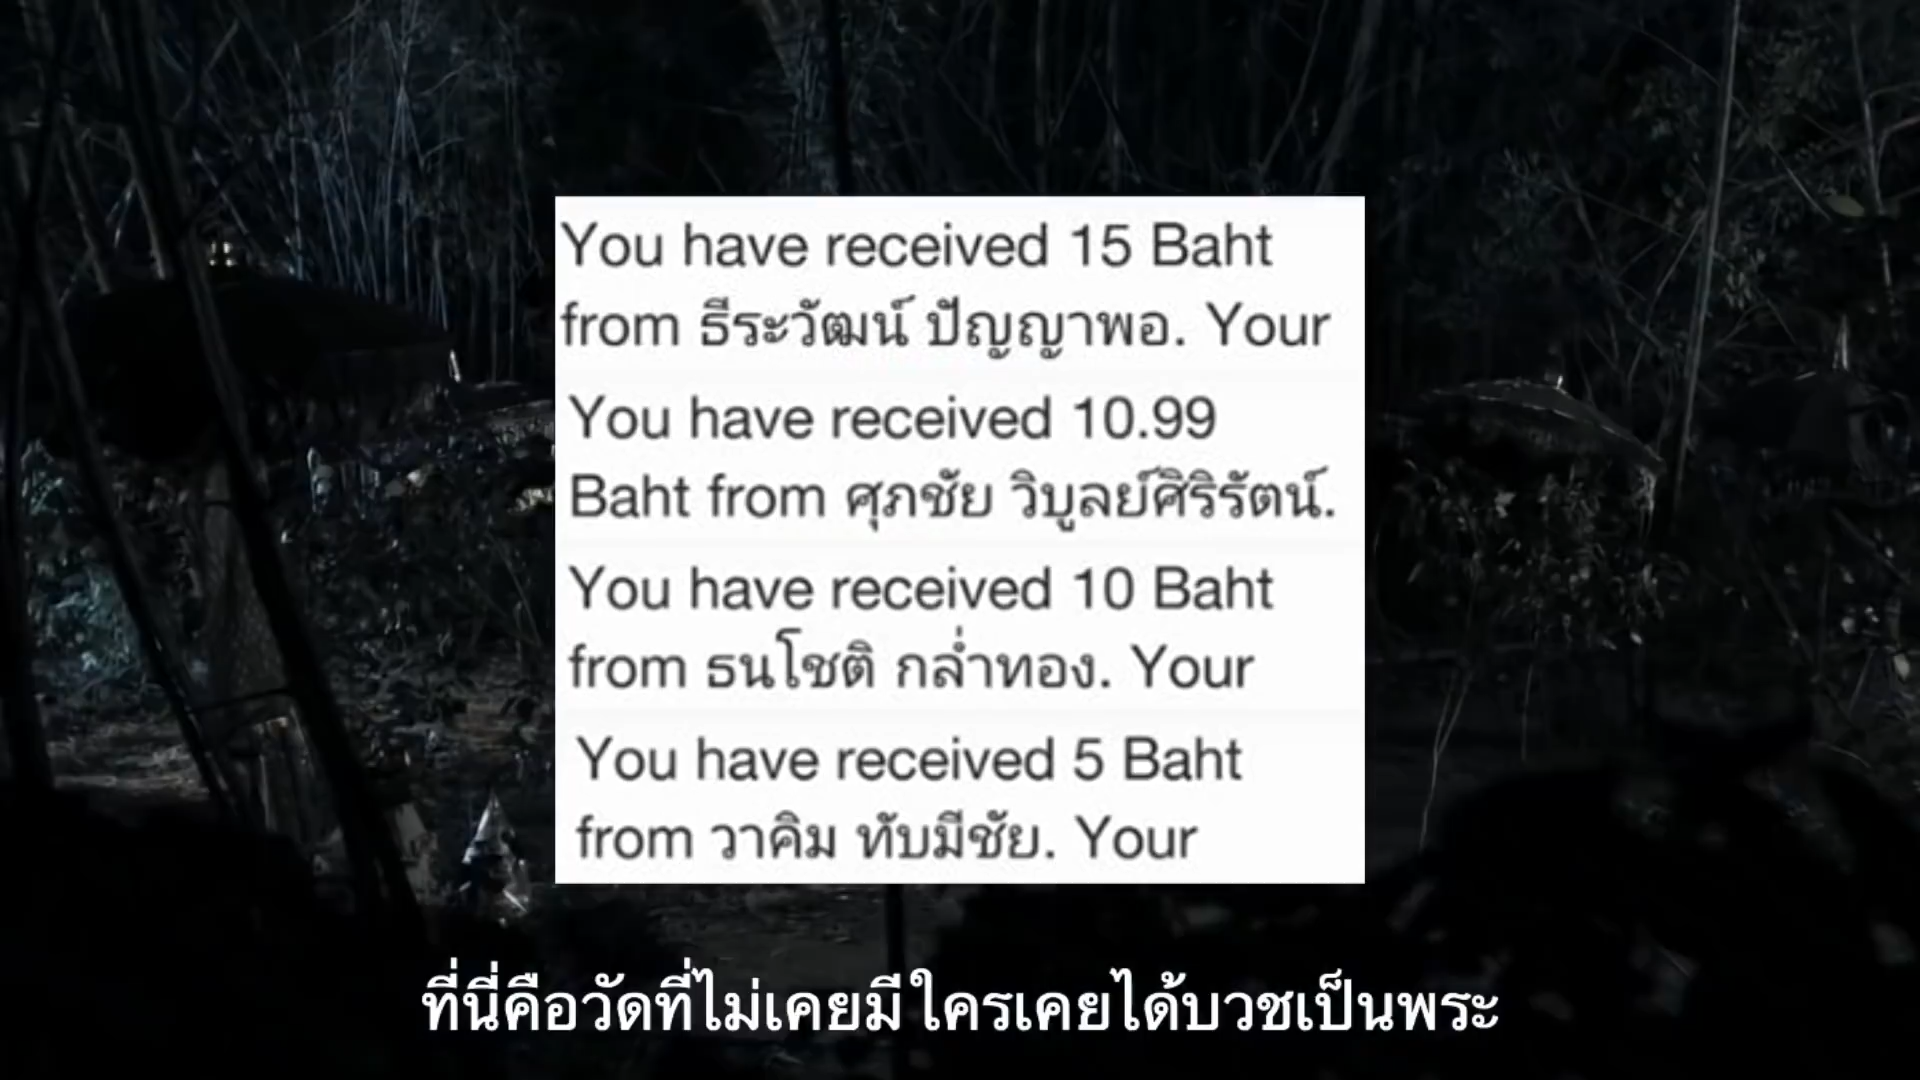 You have received 15 Baht
from ธีระวัฒน์ ปัญญาพอ. Your
You have received 10.99
Baht from ศุภชัย วิบูลย์ศิริรัตน์.
You have received 10 Baht
from ธนโชติ กล่ำทอง. Your
You have received 5 Baht
from วาคิม ทับมีชัย. Your
ที่นี่คือวัดที่ไม่เคยมีใครเคยได้บวชเป็นพระ